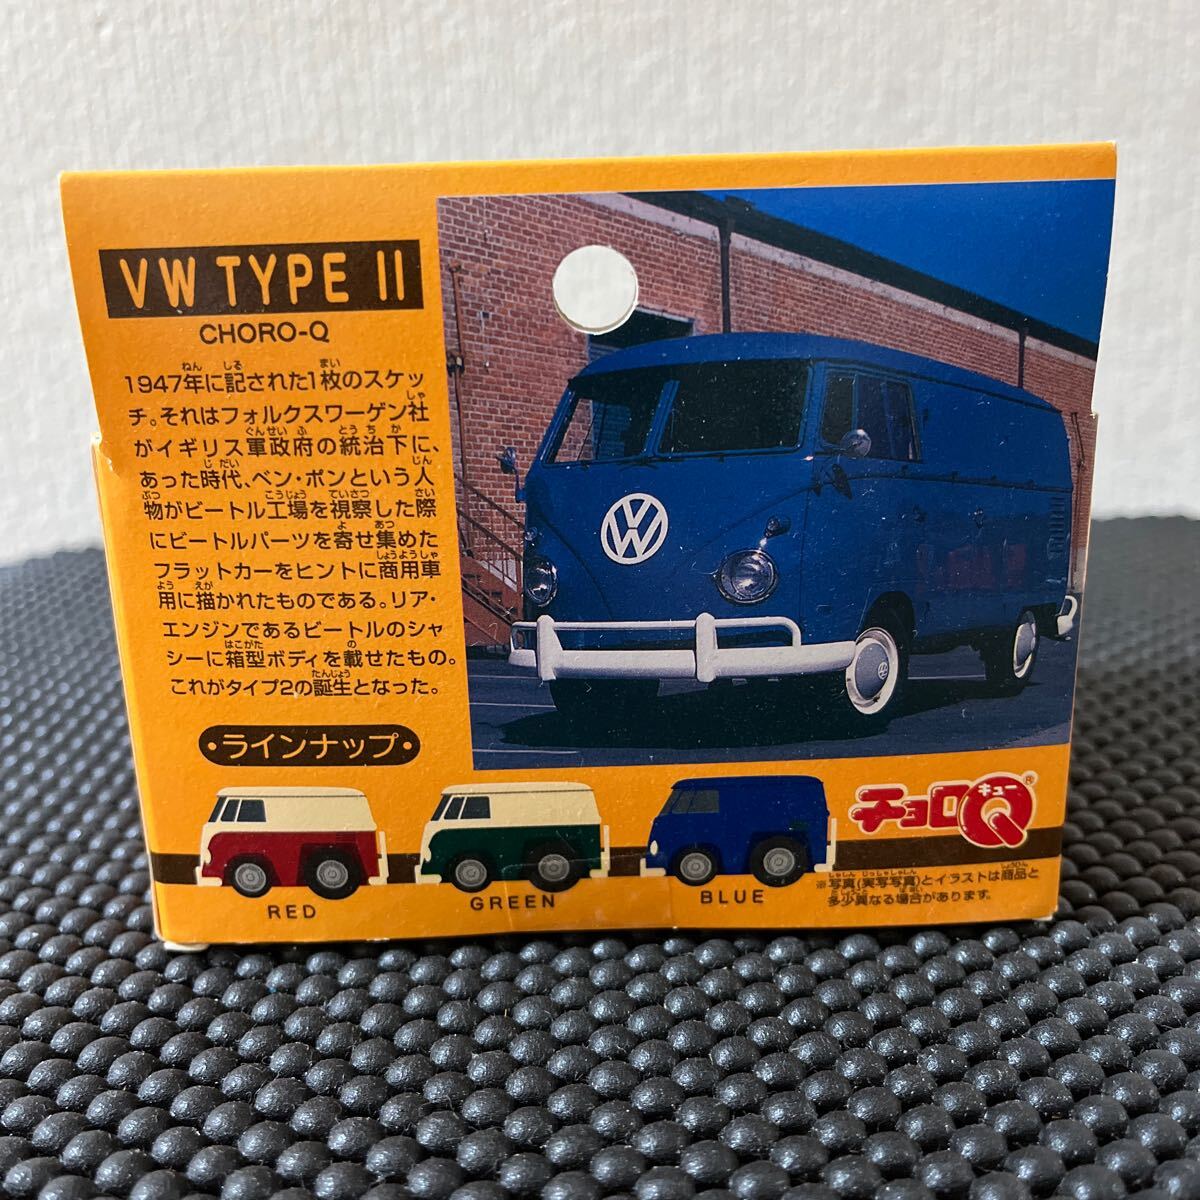 VW TYPE II
CHORO-Q
1947年に記された1枚のスケッ
チ。それはフォルクスワーゲン社
がイギリス軍政府の統治下に、
あった時代、ベン・ポンという人
物がビートル工場を視察した際
にビートルパーツを寄せ集めた
フラットカーをヒントに商用車
用に描かれたものである。リア・
エンジンであるビートルのシャ
シーに箱型ボディを載せたもの。
これがタイプ2の誕生となった。
・ラインナップ・
RED
GREEN
BLUE
チョロQ®
キュー
※写真(実写写真)とイラストは商品と
多少異なる場合があります。